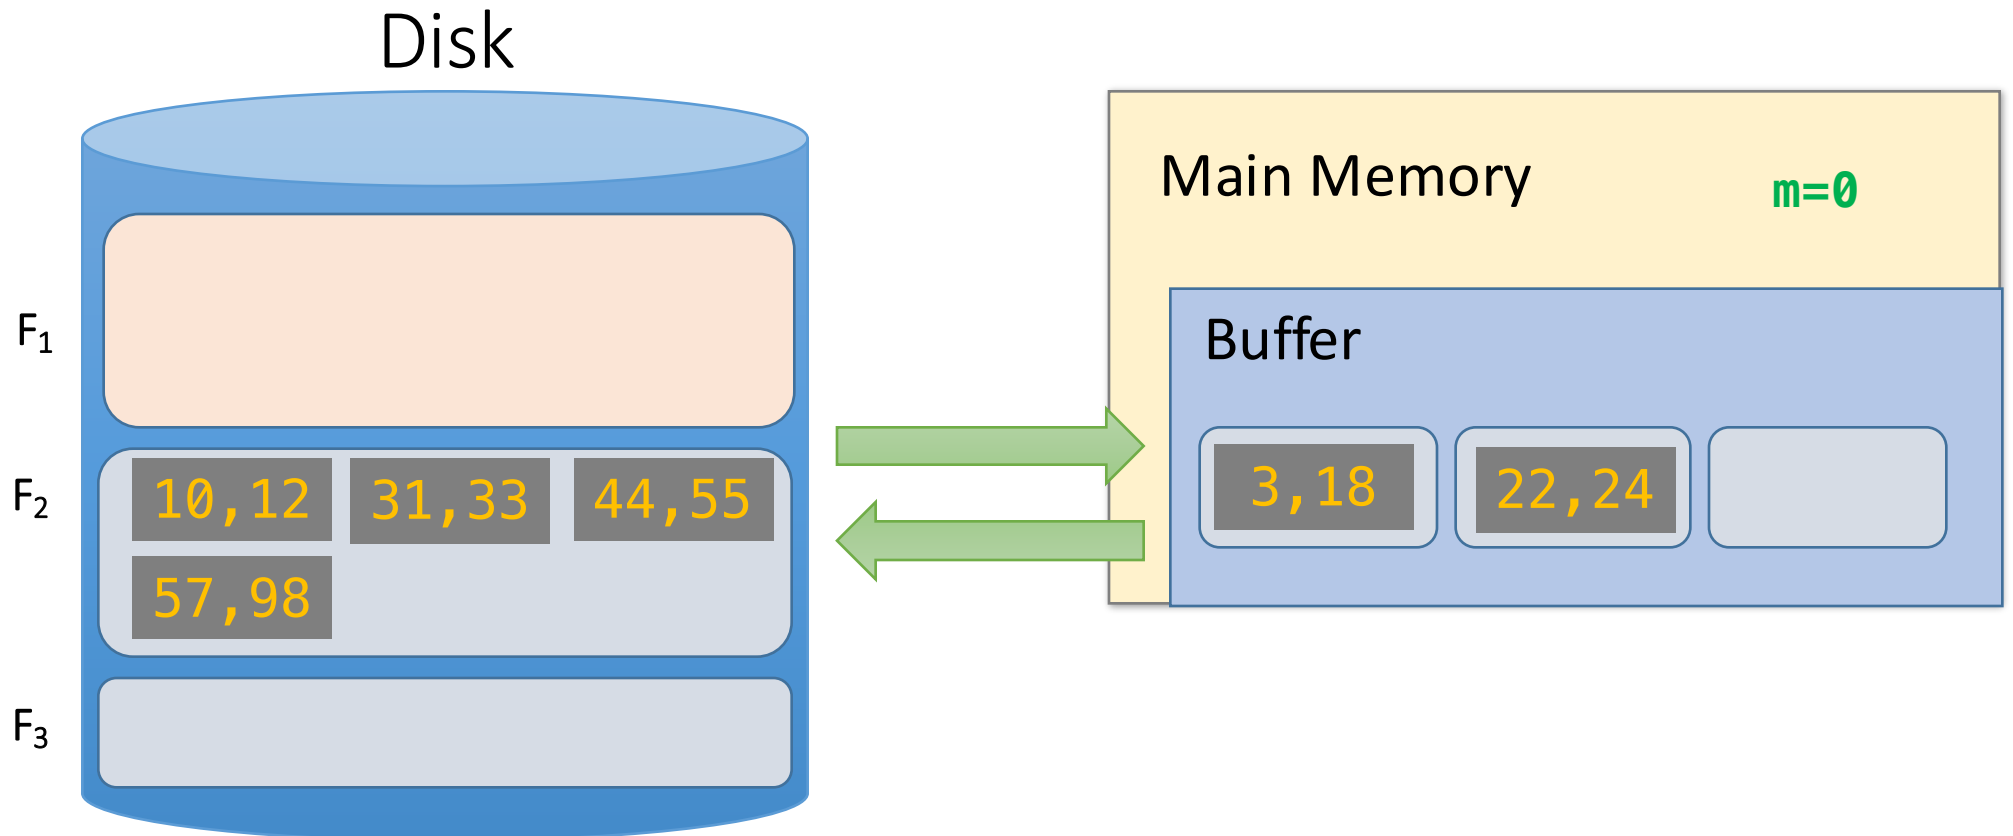 Disk
Main Memory
m=0
F₁
Buffer
F₂
10,12
31,33
44,55
3,18
22,24
57,98
F₃